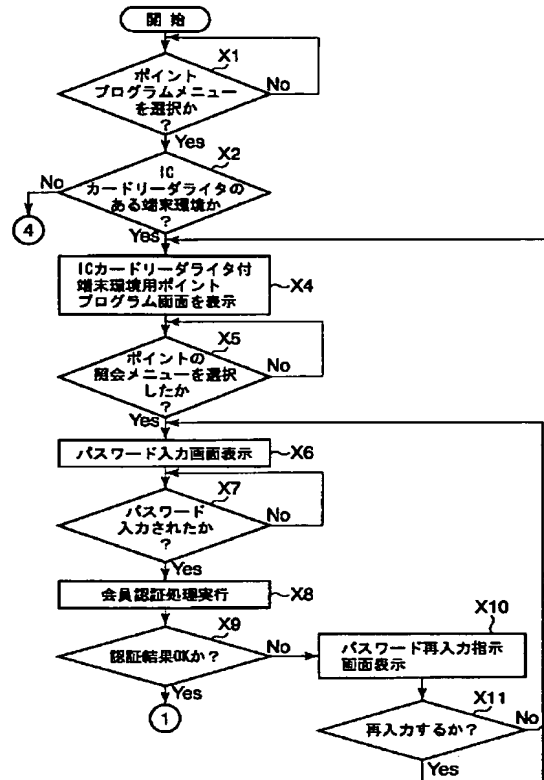 開始
X1
ポイント
プログラムメニュー
を選択か
?
No
Yes
X2
IC
カードリーダライタの
ある端末環境か
?
No
4
Yes
ICカードリーダライタ付
端末環境用ポイント
プログラム画面を表示
X4
X5
ポイントの
照会メニューを選択
したか
?
No
Yes
パスワード入力画面表示
X6
X7
パスワード
入力されたか
?
No
Yes
会員認証処理実行
X8
X9
認証結果OKか?
No
Yes
1
X10
パスワード再入力指示
画面表示
X11
再入力するか?
No
Yes